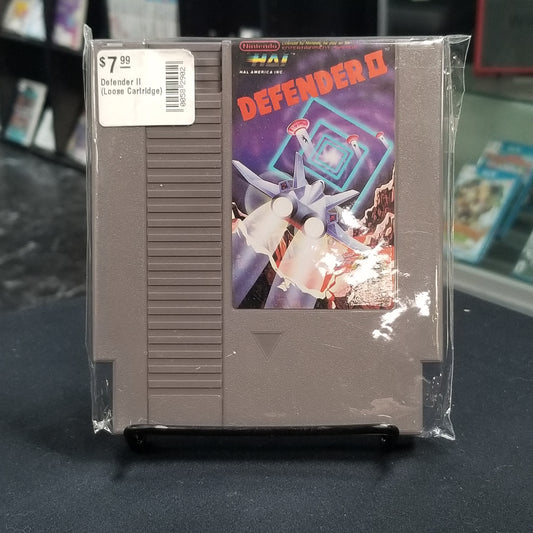 $7.99
Defender II
(Loose Cartridge)
Nintendo
HAL
HAL AMERICA INC.
DEFENDER II